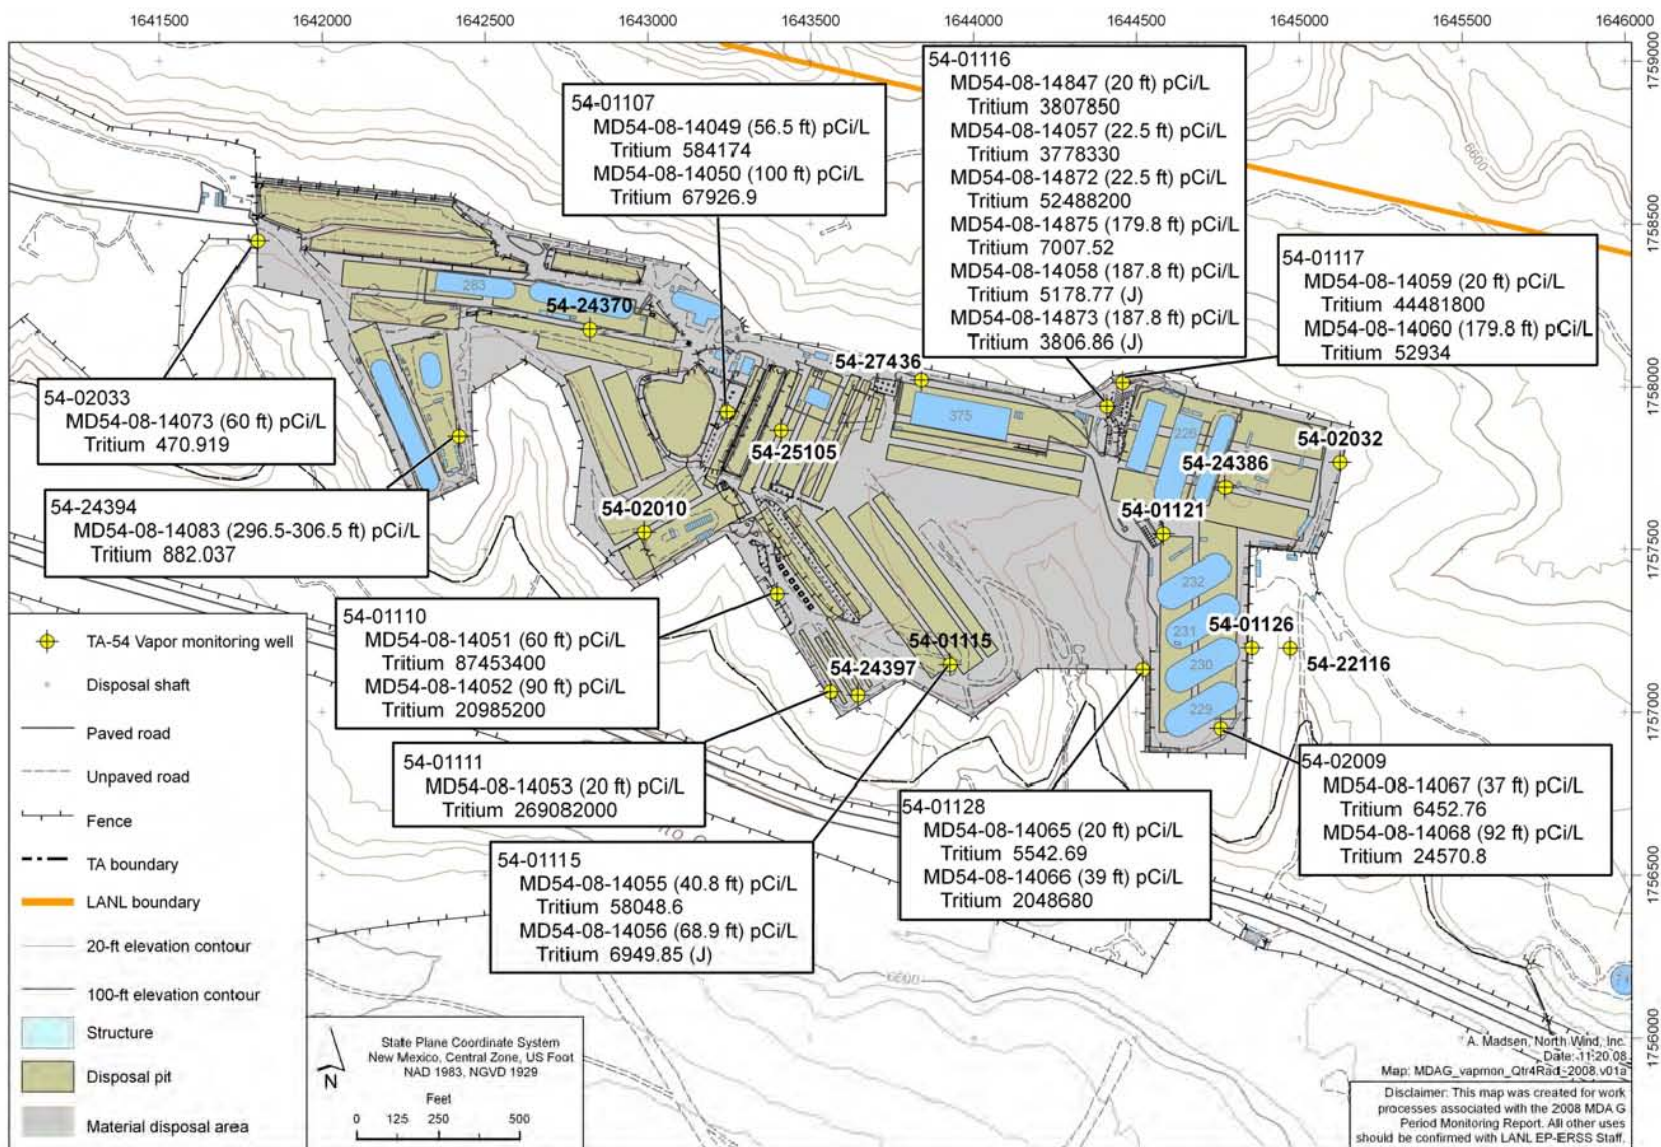 1641500 1642000 1642500 1643000 1643500 1644000 1644500 1645000 1645500 1646000
1759000
1758500
1758000
1757500
1757000
1756500
1756000
54-01107
MD54-08-14049 (56.5 ft) pCi/L
Tritium 584174
MD54-08-14050 (100 ft) pCi/L
Tritium 67926.9
54-01116
MD54-08-14847 (20 ft) pCi/L
Tritium 3807850
MD54-08-14057 (22.5 ft) pCi/L
Tritium 3778330
MD54-08-14872 (22.5 ft) pCi/L
Tritium 52488200
MD54-08-14875 (179.8 ft) pCi/L
Tritium 7007.52
MD54-08-14058 (187.8 ft) pCi/L
Tritium 5178.77 (J)
MD54-08-14873 (187.8 ft) pCi/L
Tritium 3806.86 (J)
54-01117
MD54-08-14059 (20 ft) pCi/L
Tritium 44481800
MD54-08-14060 (179.8 ft) pCi/L
Tritium 52934
6600
283
54-24370
54-27436
375
226
54-02032
54-24386
54-25105
54-01121
54-02010
54-02033
MD54-08-14073 (60 ft) pCi/L
Tritium 470.919
54-24394
MD54-08-14083 (296.5-306.5 ft) pCi/L
Tritium 882.037
232
231
230
229
54-01126
54-22116
54-01115
54-24397
54-01110
MD54-08-14051 (60 ft) pCi/L
Tritium 87453400
MD54-08-14052 (90 ft) pCi/L
Tritium 20985200
54-01111
MD54-08-14053 (20 ft) pCi/L
Tritium 269082000
54-01115
MD54-08-14055 (40.8 ft) pCi/L
Tritium 58048.6
MD54-08-14056 (68.9 ft) pCi/L
Tritium 6949.85 (J)
54-01128
MD54-08-14065 (20 ft) pCi/L
Tritium 5542.69
MD54-08-14066 (39 ft) pCi/L
Tritium 2048680
54-02009
MD54-08-14067 (37 ft) pCi/L
Tritium 6452.76
MD54-08-14068 (92 ft) pCi/L
Tritium 24570.8
6600
TA-54 Vapor monitoring well
Disposal shaft
Paved road
Unpaved road
Fence
TA boundary
LANL boundary
20-ft elevation contour
100-ft elevation contour
Structure
Disposal pit
Material disposal area
N
State Plane Coordinate System
New Mexico, Central Zone, US Foot
NAD 1983, NGVD 1929
Feet
0 125 250 500
A. Madsen, North Wind, Inc.
Date: 11-20-08
Map: MDAG_vapmon_Qtr4Rad_2008.v01a
Disclaimer: This map was created for work
processes associated with the 2008 MDA G
Period Monitoring Report. All other uses
should be confirmed with LANL EP-ERSS Staff.